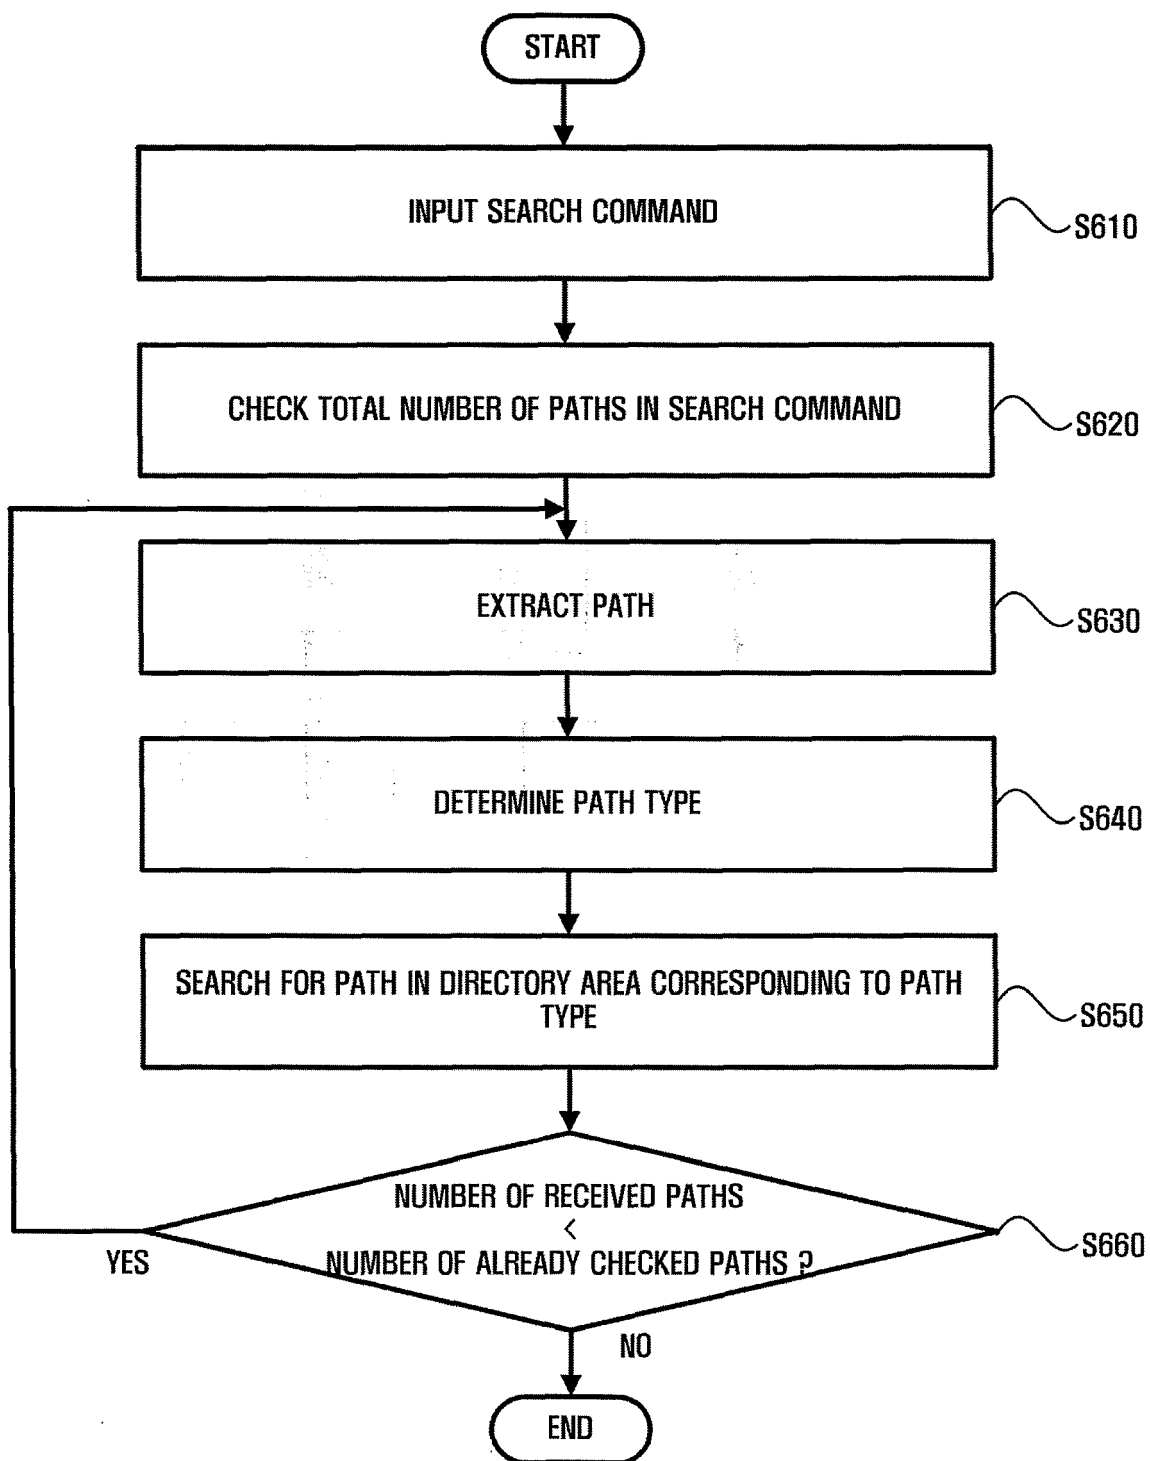 START
INPUT SEARCH COMMAND
S610
CHECK TOTAL NUMBER OF PATHS IN SEARCH COMMAND
S620
EXTRACT PATH
S630
DETERMINE PATH TYPE
S640
SEARCH FOR PATH IN DIRECTORY AREA CORRESPONDING TO PATH
TYPE
S650
NUMBER OF RECEIVED PATHS
<
NUMBER OF ALREADY CHECKED PATHS ?
S660
YES
NO
END